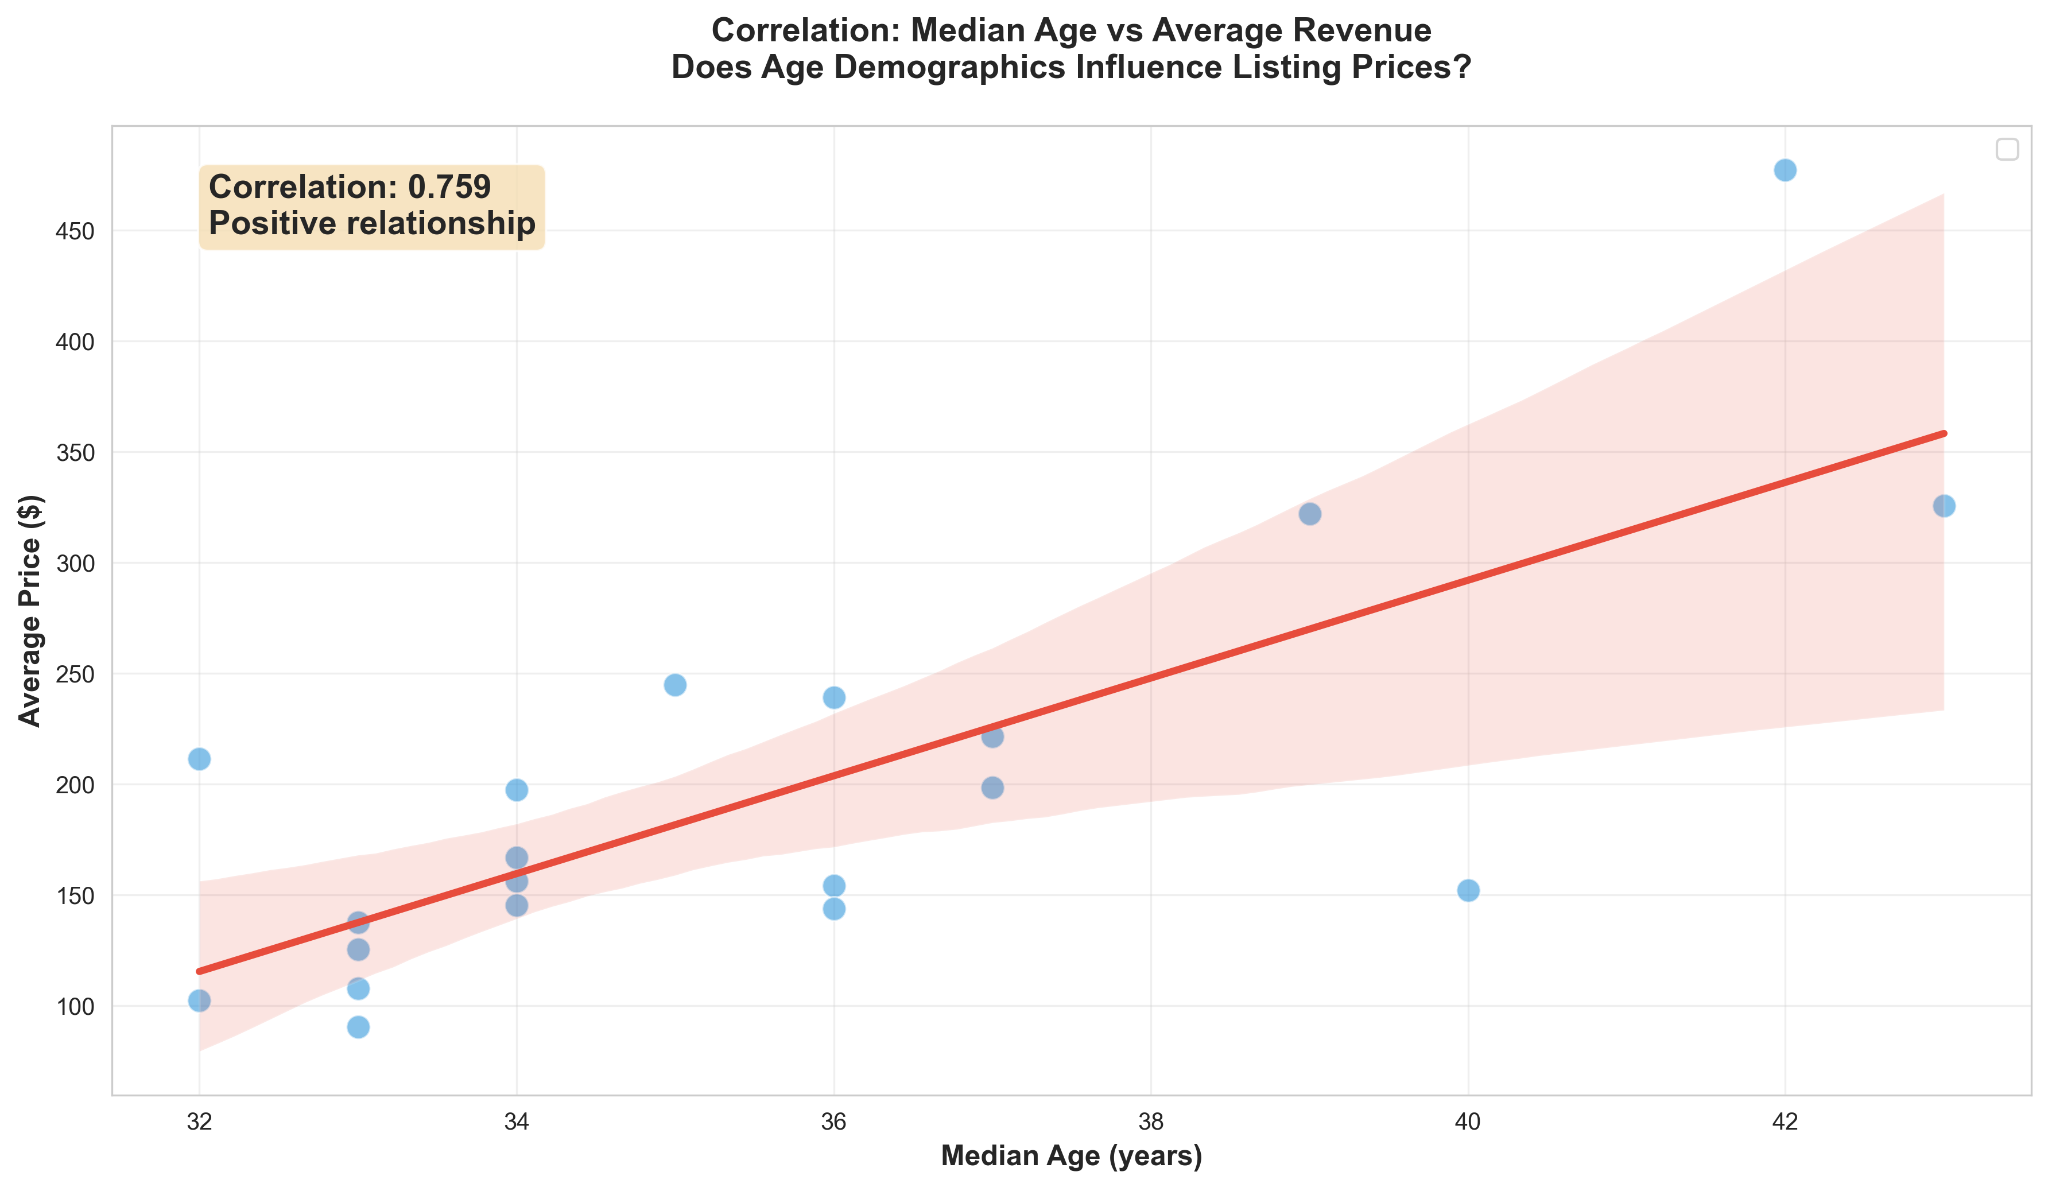 Correlation: Median Age vs Average Revenue
Does Age Demographics Influence Listing Prices?
Correlation: 0.759
Positive relationship
Average Price ($)
450
400
350
300
250
200
150
100
32 34 36 38 40 42
Median Age (years)